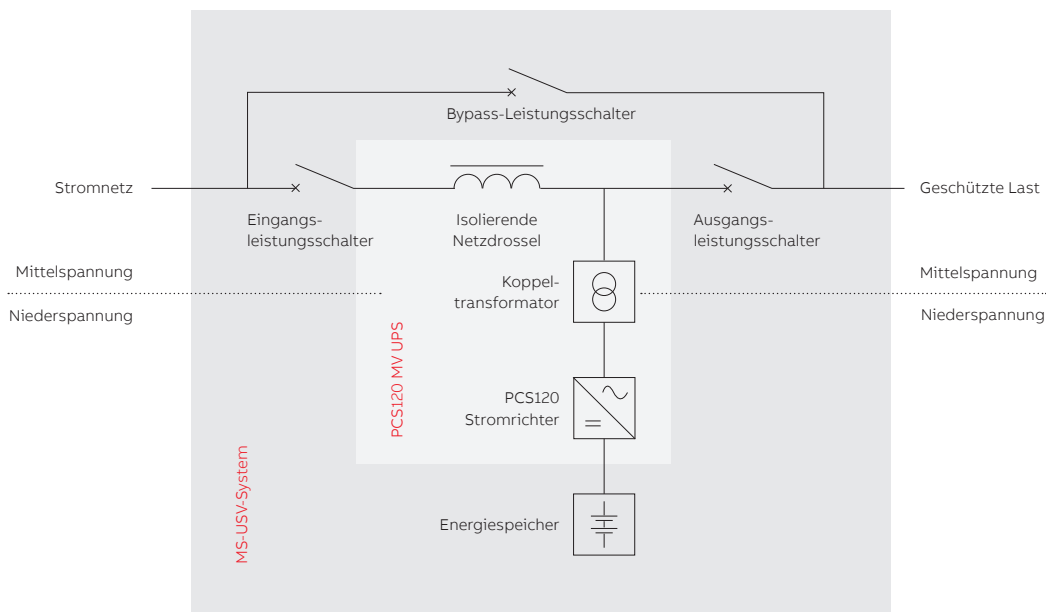 Bypass-Leistungsschalter
Stromnetz
Geschützte Last
Eingangs-
leistungsschalter
Isolierende
Netzdrossel
Ausgangs-
leistungsschalter
Mittelspannung
Niederspannung
Koppel-
transformator
Mittelspannung
Niederspannung
PCS120 MV UPS
PCS120
Stromrichter
MS-USV-System
Energiespeicher